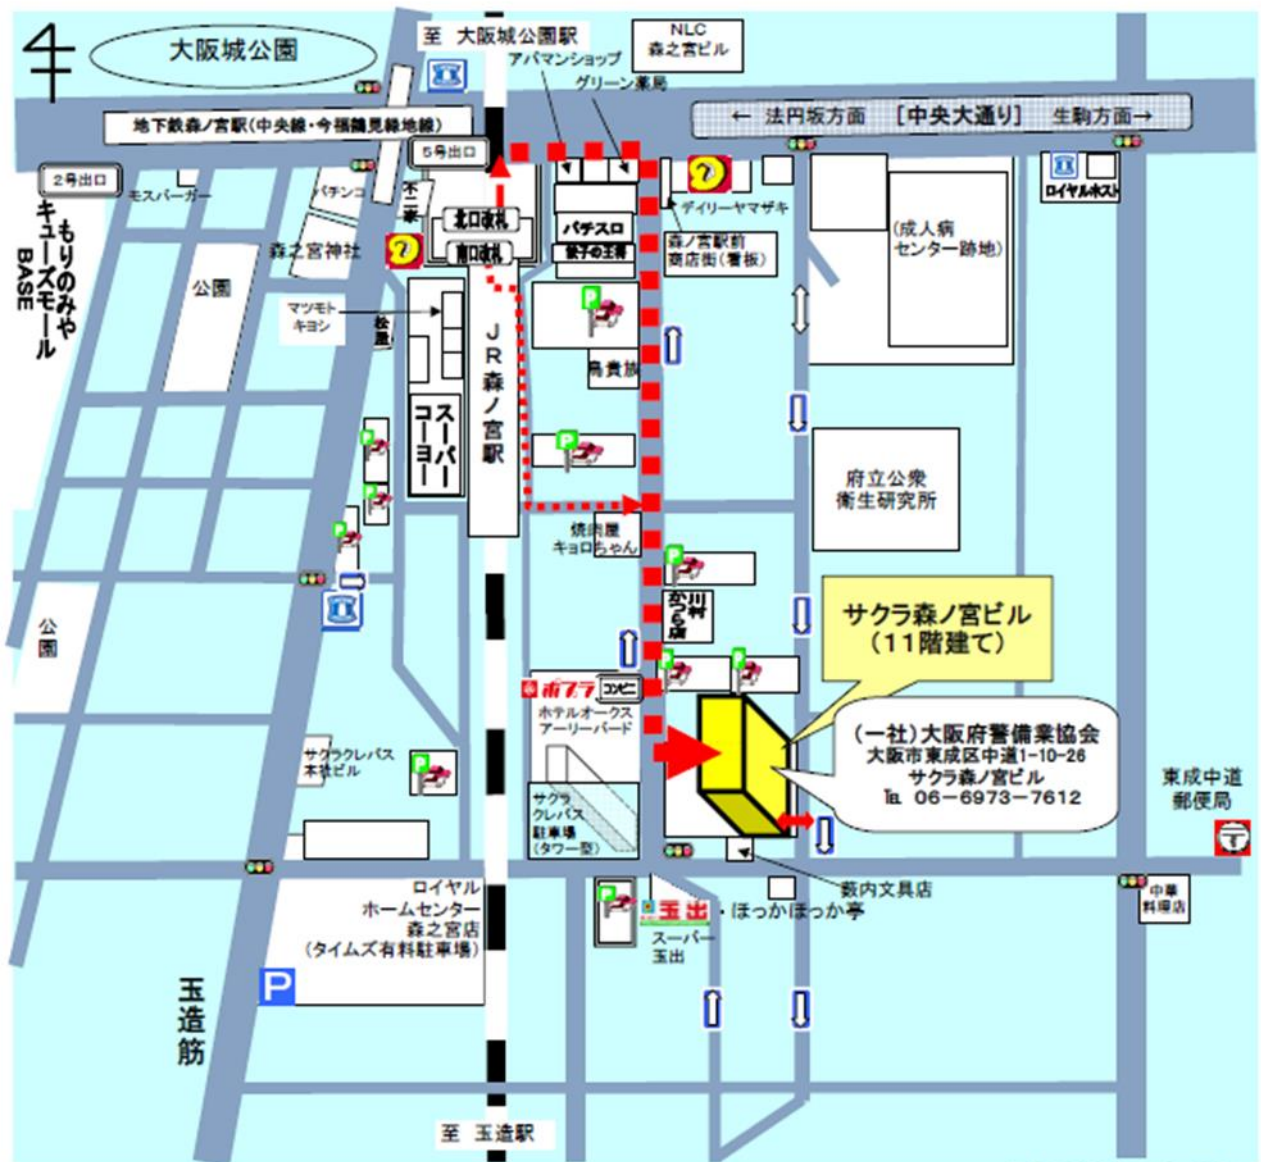 大阪城公園
至 大阪城公園駅
アパマンショップ
グリーン薬局
NLC
森之宮ビル
← 法円坂方面 [中央大通り] 生駒方面→
地下鉄森ノ宮駅(中央線・今福鶴見緑地線)
5号出口
2号出口
モスバーガー
パチンコ
不二家
北口改札
南口改札
パチスロ
餃子の王将
デイリーヤマザキ
森ノ宮駅前
商店街(看板)
ロイヤルホスト
(成人病
センター跡地)
もりのみや
キューズモール
BASE
森之宮神社
公園
マツモト
キヨシ
松屋
JR森ノ宮駅
鳥貴族
スーパー
コーヨー
府立公衆
衛生研究所
焼肉屋
キョロちゃん
川村
かつら店
公園
サクラ森ノ宮ビル
(11階建て)
ポプラ
コンビニ
ホテルオークス
アーリーバード
(一社)大阪府警備業協会
大阪市東成区中道1-10-26
サクラ森ノ宮ビル
℡ 06-6973-7612
サクラクレパス
本社ビル
サクラ
クレパス
駐車場
(タワー型)
東成中道
郵便局
薮内文具店
中華
料理店
ロイヤル
ホームセンター
森之宮店
(タイムズ有料駐車場)
P
玉出
・ほっかほっか亭
スーパー
玉出
玉造筋
至 玉造駅